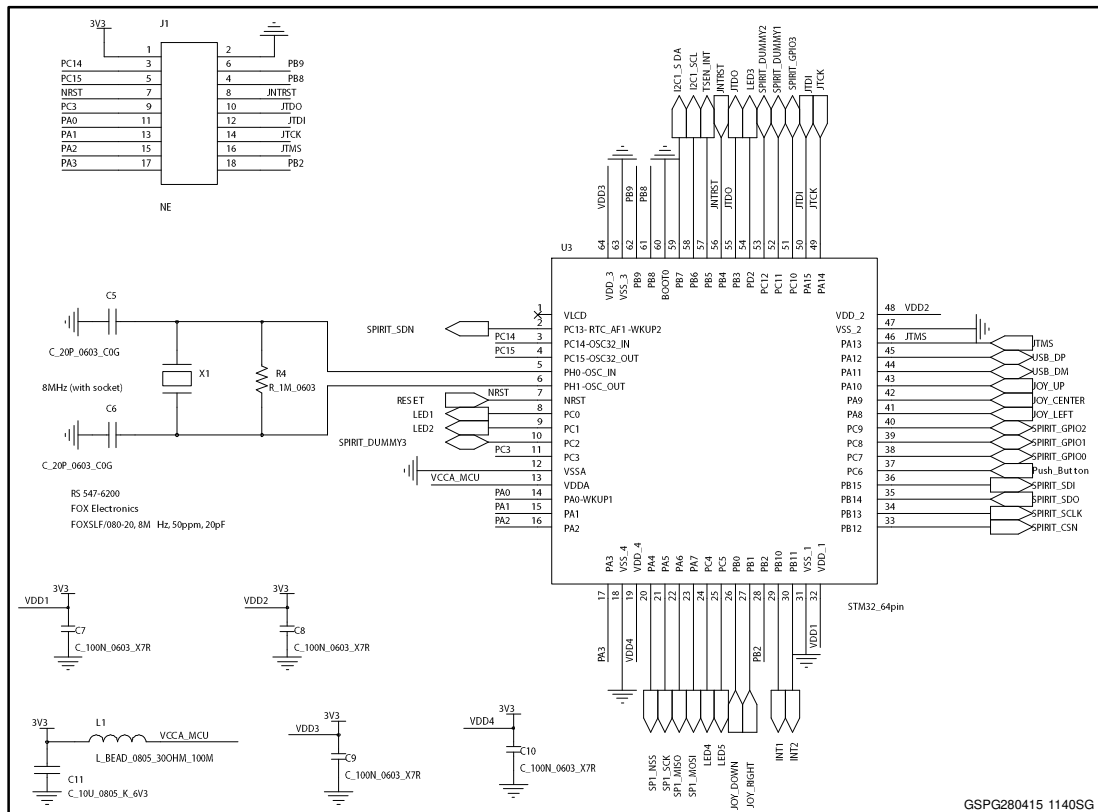 J1
3V3
1 2
PC14 3 6 PB9
PC15 5 4 PB8
NRST 7 8 JNTRST
PC3 9 10 JTDO
PA0 11 12 JTDI
PA1 13 14 JTCK
PA2 15 16 JTMS
PA3 17 18 PB2
NE
I2C1_S DA
I2C1_SCL
TSEN_INT
JNTRST
JTDO
LED3
SPIRIT_DUMMY2
SPIRIT_DUMMY1
SPIRIT_GPIO3
JTDI
JTCK
VDD3
PB9
PB8
JNTRST
JTDO
JTDI
JTCK
U3
64 63 62 61 60 59 58 57 56 55 54 53 52 51 50 49
VDD_3
VSS_3
PB9
PB8
BOOT0
PB7
PB6
PB5
PB4
PB3
PD2
PC12
PC11
PC10
PA15
PA14
1 VLCD
SPIRIT_SDN 2 PC13- RTC_AF1 -WKUP2
PC14 3 PC14-OSC32_IN
PC15 4 PC15-OSC32_OUT
5 PH0-OSC_IN
6 PH1-OSC_OUT
RESET NRST 7 NRST
LED1 8 PC0
LED2 9 PC1
SPIRIT_DUMMY3 10 PC2
PC3 11 PC3
12 VSSA
VCCA_MCU 13 VDDA
PA0 14 PA0-WKUP1
PA1 15 PA1
PA2 16 PA2
VDD_2 48 VDD2
VSS_2 47
PA13 46 JTMS JTMS
PA12 45 USB_DP
PA11 44 USB_DM
PA10 43 JOY_UP
PA9 42 JOY_CENTER
PA8 41 JOY_LEFT
PC9 40 SPIRIT_GPIO2
PC8 39 SPIRIT_GPIO1
PC7 38 SPIRIT_GPIO0
PC6 37 Push_Button
PB15 36 SPIRIT_SDI
PB14 35 SPIRIT_SDO
PB13 34 SPIRIT_SCLK
PB12 33 SPIRIT_CSN
PA3
VSS_4
VDD_4
PA4
PA5
PA6
PA7
PC4
PC5
PB0
PB1
PB2
PB10
PB11
VSS_1
VDD_1
17 18 19 20 21 22 23 24 25 26 27 28 29 30 31 32
STM32_64pin
PA3
VDD4
PB2
VDD1
SP1_NSS
SP1_SCK
SP1_MISO
SP1_MOSI
LED4
LED5
JOY_DOWN
JOY_RIGHT
INT1
INT2
C5
C_20P_0603_C0G
8MHz (with socket)
X1
R4
R_1M_0603
C6
C_20P_0603_C0G
RS 547-6200
FOX Electronics
FOXSLF/080-20, 8M Hz, 50ppm, 20pF
3V3
VDD1
C7
C_100N_0603_X7R
3V3
VDD2
C8
C_100N_0603_X7R
3V3
L1
VCCA_MCU
L_BEAD_0805_30OHM_100M
C11
C_10U_0805_K_6V3
3V3
VDD3
C9
C_100N_0603_X7R
3V3
VDD4
C10
C_100N_0603_X7R
GSPG280415 1140SG